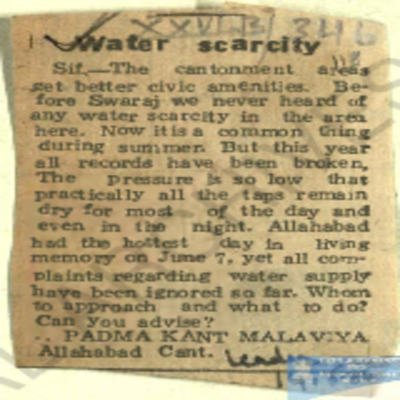 XXVI/3/346
Water scarcity
118
Sir,—The cantonment areas
get better civic amenities. Be-
fore Swaraj we never heard of
any water scarcity in the area
here. Now it is a common thing
during summer. But this year
all records have been broken.
The pressure is so low that
practically all the taps remain
dry for most of the day and
even in the night. Allahabad
had the hottest day in living
memory on June 7, yet all com-
plaints regarding water supply
have been ignored so far. Whom
to approach and what to do?
Can you advise?
.. PADMA KANT MALAVIYA
Allahabad Cant.
Leader